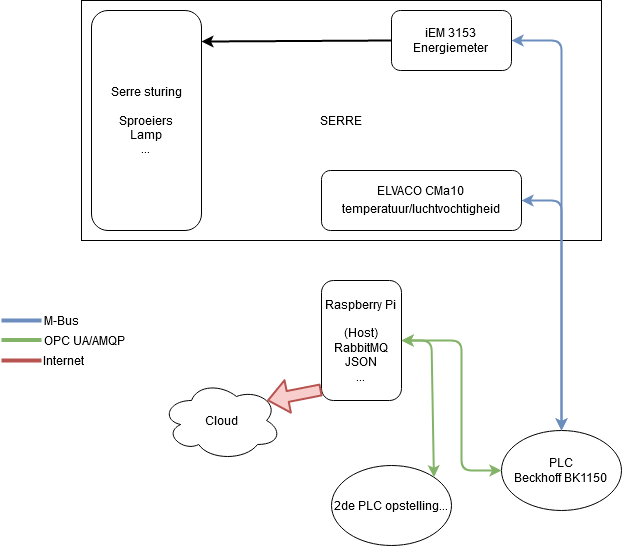 iEM 3153
Energiemeter
Serre sturing
Sproeiers
Lamp
...
SERRE
ELVACO CMa10
temperatuur/luchtvochtigheid
Raspberry Pi
(Host)
RabbitMQ
JSON
...
M-Bus
OPC UA/AMQP
Internet
Cloud
PLC
Beckhoff BK1150
2de PLC opstelling...